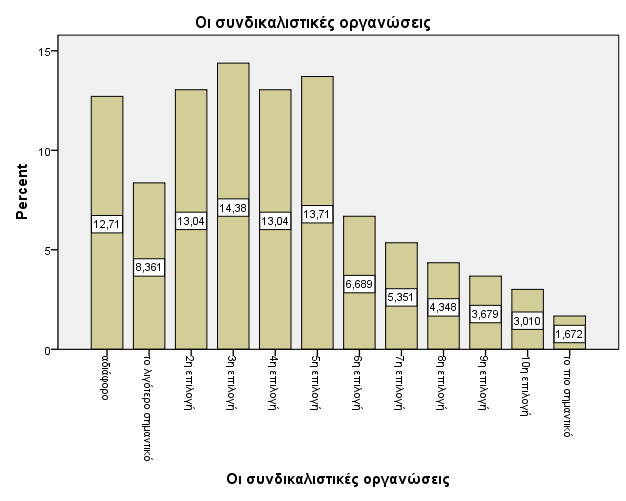 Οι συνδικαλιστικές οργανώσεις
Percent
15
10
5
0
12,71
8,361
13,04
14,38
13,04
13,71
6,689
5,351
4,348
3,679
3,010
1,672
αδιάφορο
το λιγότερο σημαντικό
2η επιλογή
3η επιλογή
4η επιλογή
5η επιλογή
6η επιλογή
7η επιλογή
8η επιλογή
9η επιλογή
10η επιλογή
το πιο σημαντικό
Οι συνδικαλιστικές οργανώσεις